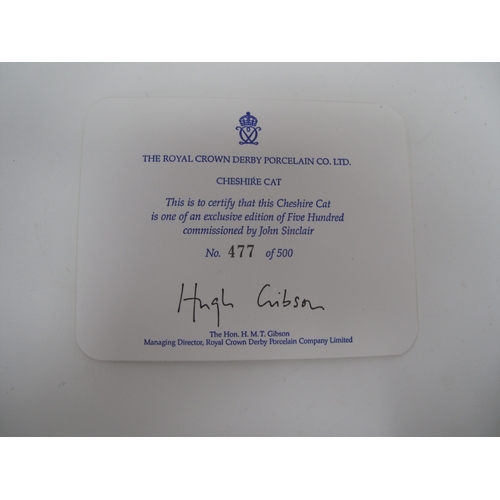 THE ROYAL CROWN DERBY PORCELAIN CO. LTD.
CHESHIRE CAT
This is to certify that this Cheshire Cat
is one of an exclusive edition of Five Hundred
commissioned by John Sinclair
No. 477 of 500
Hugh Gibson
The Hon. H. M. T. Gibson
Managing Director, Royal Crown Derby Porcelain Company Limited